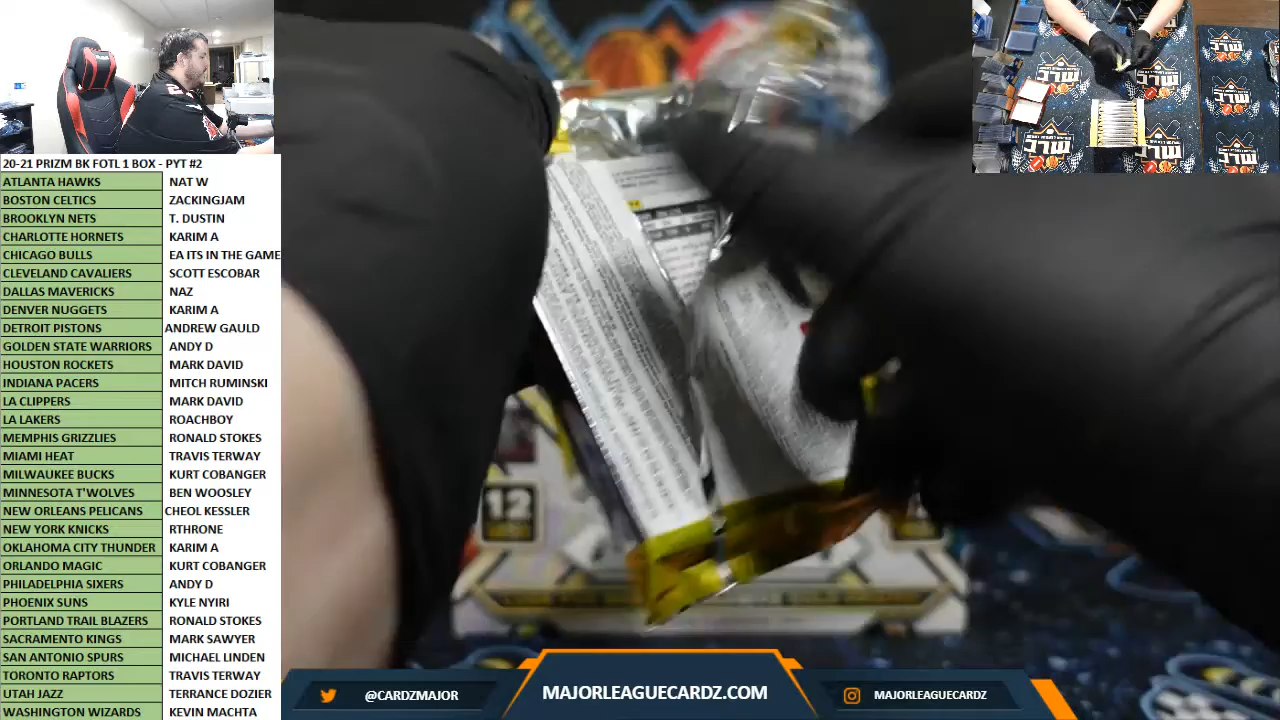 20-21 PRIZM BK FOTL 1 BOX - PYT #2
ATLANTA HAWKS NAT W
BOSTON CELTICS ZACKINGJAM
BROOKLYN NETS T. DUSTIN
CHARLOTTE HORNETS KARIM A
CHICAGO BULLS EA ITS IN THE GAME
CLEVELAND CAVALIERS SCOTT ESCOBAR
DALLAS MAVERICKS NAZ
DENVER NUGGETS KARIM A
DETROIT PISTONS ANDREW GAULD
GOLDEN STATE WARRIORS ANDY D
HOUSTON ROCKETS MARK DAVID
INDIANA PACERS MITCH RUMINSKI
LA CLIPPERS MARK DAVID
LA LAKERS ROACHBOY
MEMPHIS GRIZZLIES RONALD STOKES
MIAMI HEAT TRAVIS TERWAY
MILWAUKEE BUCKS KURT COBANGER
MINNESOTA T'WOLVES BEN WOOSLEY
NEW ORLEANS PELICANS CHEOL KESSLER
NEW YORK KNICKS RTHRONE
OKLAHOMA CITY THUNDER KARIM A
ORLANDO MAGIC KURT COBANGER
PHILADELPHIA SIXERS ANDY D
PHOENIX SUNS KYLE NYIRI
PORTLAND TRAIL BLAZERS RONALD STOKES
SACRAMENTO KINGS MARK SAWYER
SAN ANTONIO SPURS MICHAEL LINDEN
TORONTO RAPTORS TRAVIS TERWAY
UTAH JAZZ TERRANCE DOZIER
WASHINGTON WIZARDS KEVIN MACHTA
12
@CARDZMAJOR
MAJORLEAGUECARDZ.COM
MAJORLEAGUECARDZ